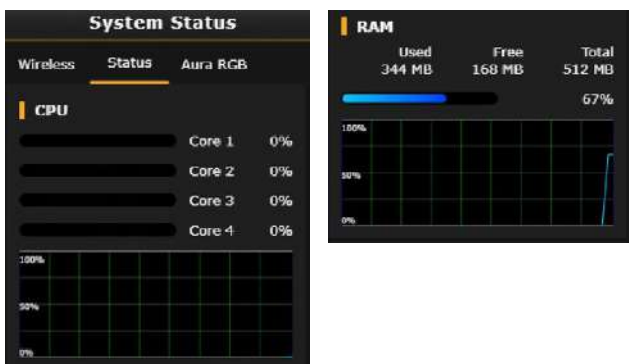 System Status
Wireless Status Aura RGB
CPU
Core 1 0%
Core 2 0%
Core 3 0%
Core 4 0%
100%
50%
0%
RAM
Used Free Total
344 MB 168 MB 512 MB
67%
100%
50%
0%